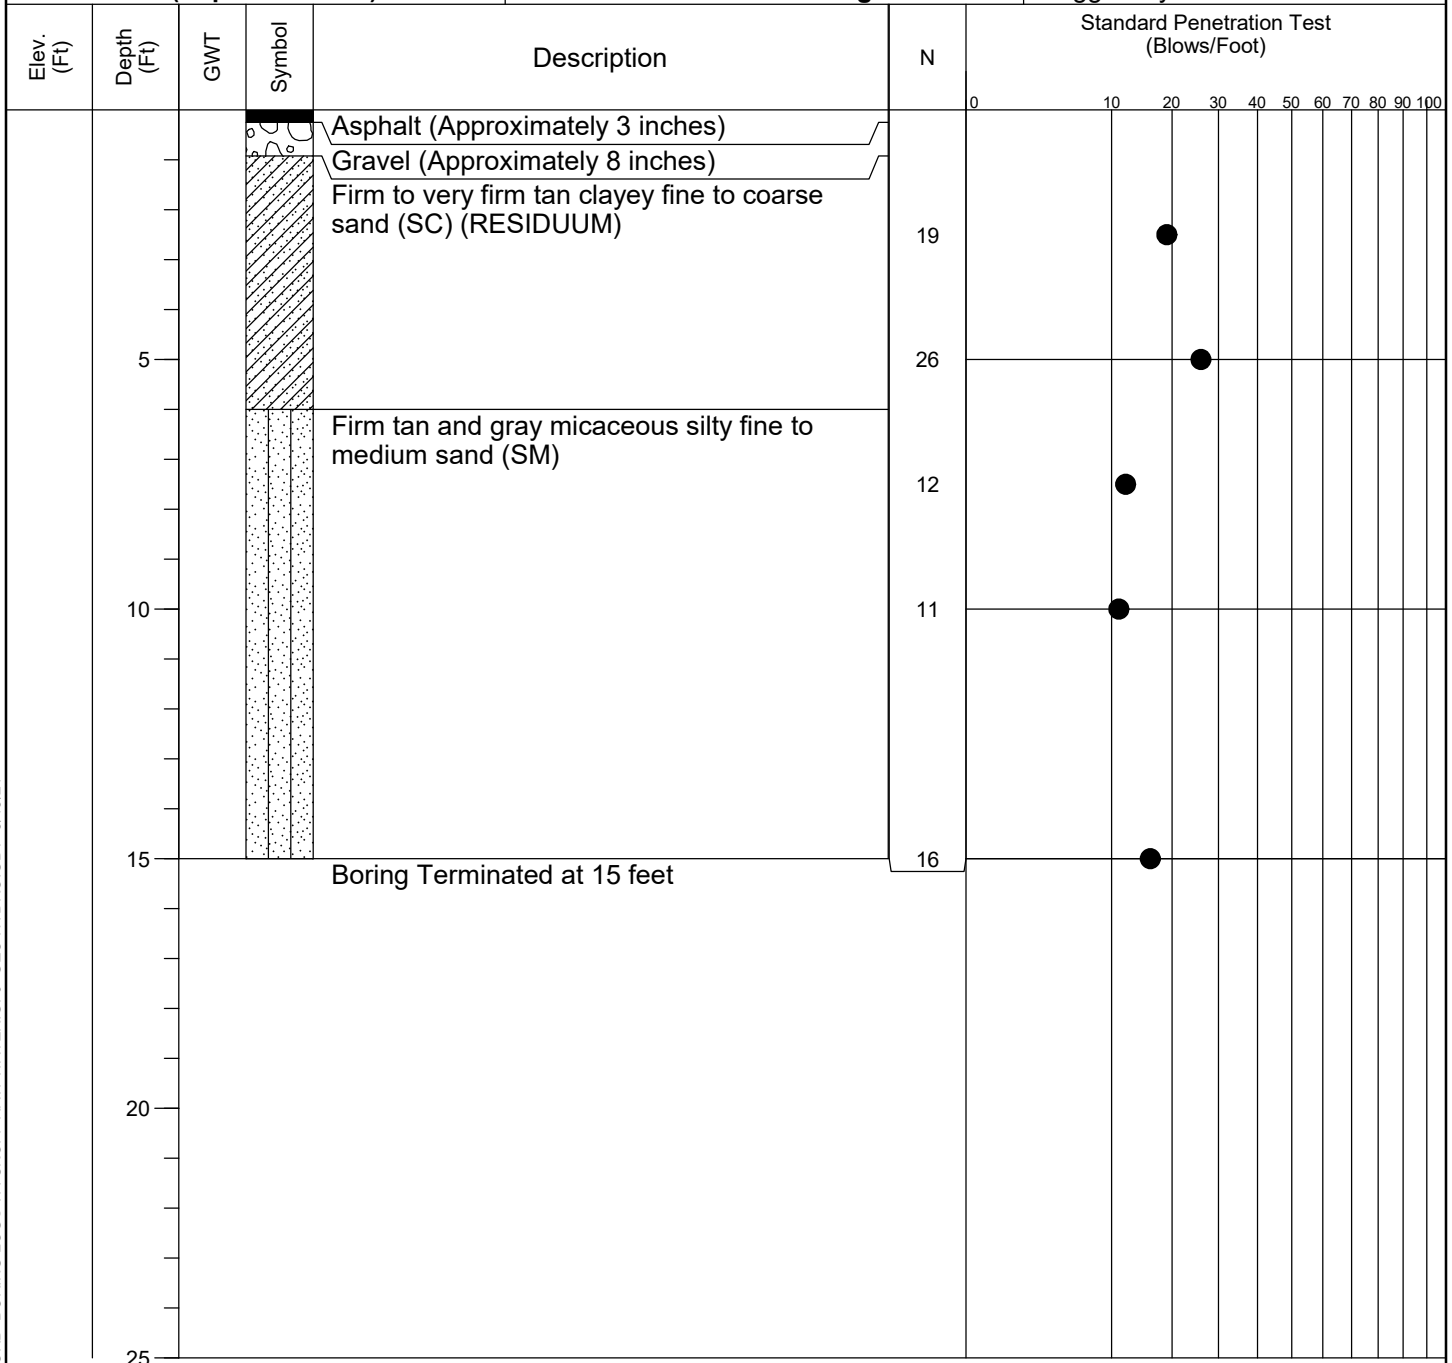 Elev.
(Ft)
Depth
(Ft)
GWT
Symbol
Description
N
Standard Penetration Test
(Blows/Foot)
0 10 20 30 40 50 60 70 80 90 100
Asphalt (Approximately 3 inches)
Gravel (Approximately 8 inches)
Firm to very firm tan clayey fine to coarse
sand (SC) (RESIDUUM)
19
5 26
Firm tan and gray micaceous silty fine to
medium sand (SM)
12
10 11
15 16
Boring Terminated at 15 feet
20
25